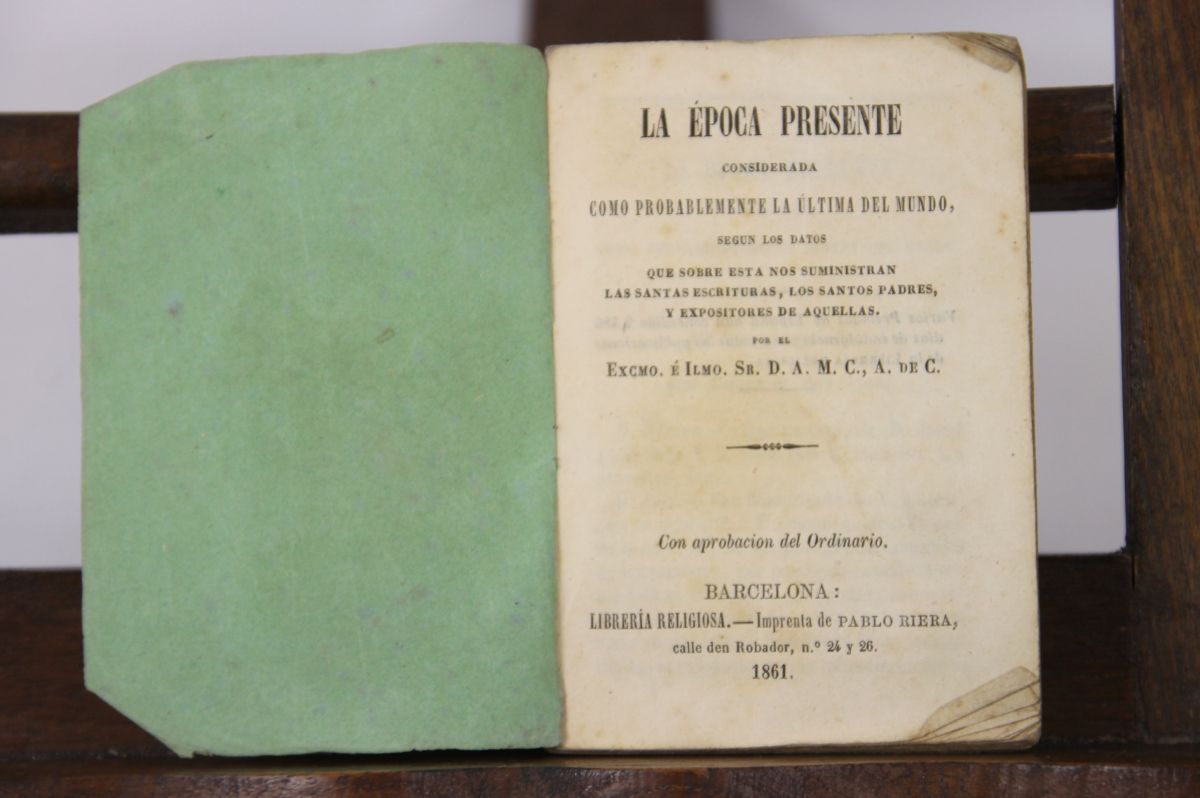 LA ÉPOCA PRESENTE
CONSIDERADA
COMO PROBABLEMENTE LA ÚLTIMA DEL MUNDO,
SEGUN LOS DATOS
QUE SOBRE ESTA NOS SUMINISTRAN
LAS SANTAS ESCRITURAS, LOS SANTOS PADRES,
Y EXPOSITORES DE AQUELLAS.
POR EL
EXCMO. É ILMO. SR. D. A. M. C., A. DE C.
Con aprobacion del Ordinario.
BARCELONA:
LIBRERÍA RELIGIOSA.—Imprenta de PABLO RIERA,
calle den Robador, n.º 24 y 26.
1861.